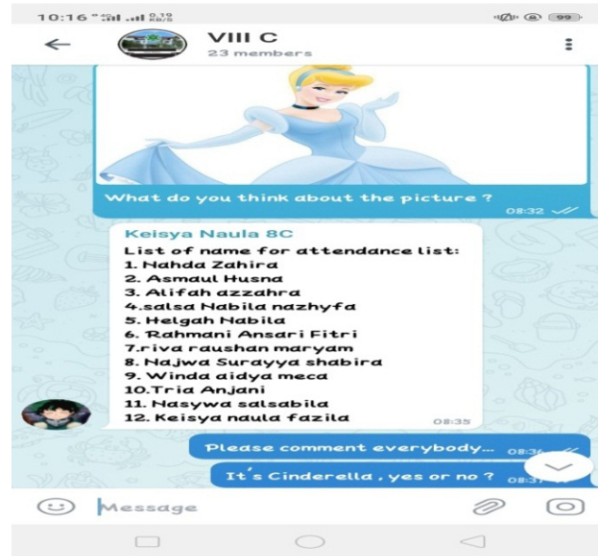 10:16
0.19
KB/S
99
VIII C
23 members
What do you think about the picture ?
08:32
Keisya Naula 8C
List of name for attendance list:
1. Nahda Zahira
2. Asmaul Husna
3. Alifah azzahra
4.salsa Nabila nazhyfa
5. Helgah Nabila
6. Rahmani Ansari Fitri
7.riva raushan maryam
8. Najwa Surayya shabira
9. Winda aidya meca
10.Tria Anjani
11. Nasywa salsabila
12. Keisya naula fazila
08:35
Please comment everybody...
It's Cinderella , yes or no ?
Message